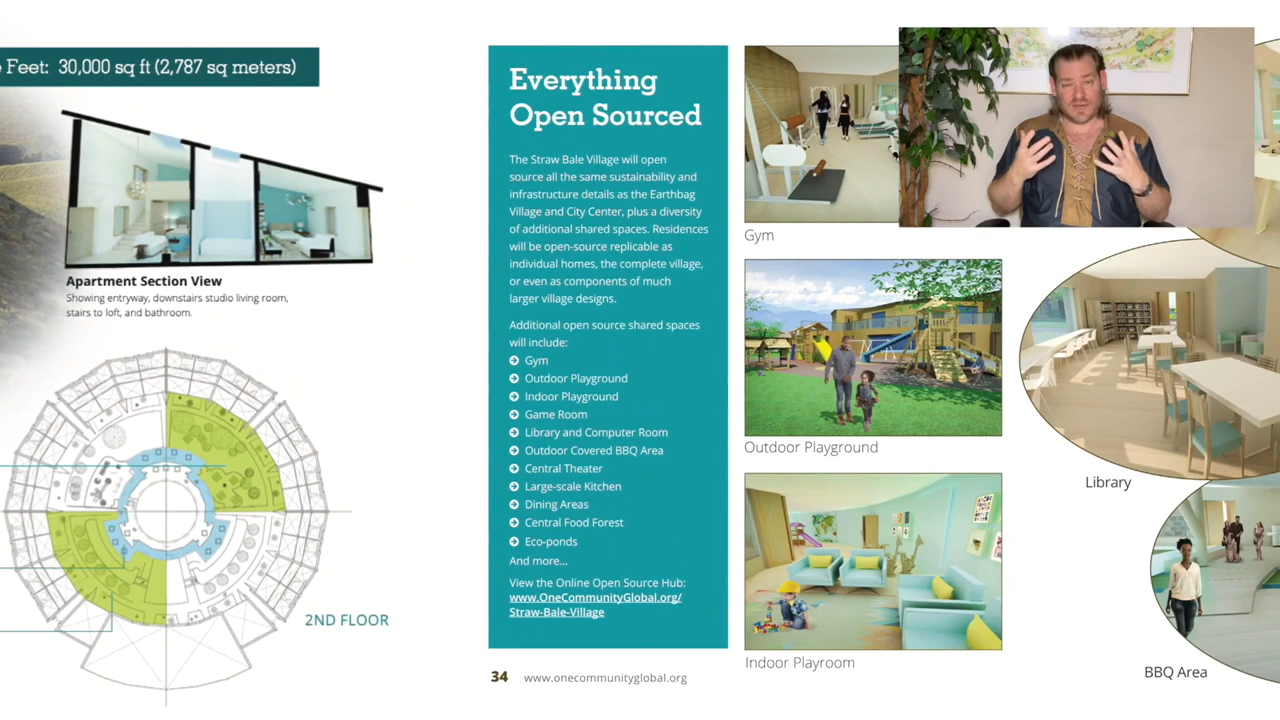 Feet: 30,000 sq ft (2,787 sq meters)
Apartment Section View
Showing entryway, downstairs studio living room,
stairs to loft, and bathroom.
2ND FLOOR
Everything
Open Sourced
The Straw Bale Village will open
source all the same sustainability and
infrastructure details as the Earthbag
Village and City Center, plus a diversity
of additional shared spaces. Residences
will be open-source replicable as
individual homes, the complete village,
or even as components of much
larger village designs.
Additional open source shared spaces
will include:
Gym
Outdoor Playground
Indoor Playground
Game Room
Library and Computer Room
Outdoor Covered BBQ Area
Central Theater
Large-scale Kitchen
Dining Areas
Central Food Forest
Eco-ponds
And more...
View the Online Open Source Hub:
www.OneCommunityGlobal.org/
Straw-Bale-Village
34 www.onecommunityglobal.org
Gym
Outdoor Playground
Indoor Playroom
Library
BBQ Area